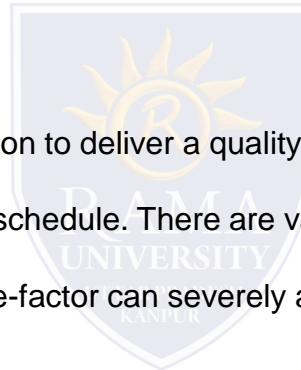 on to deliver a quality
schedule. There are va
e-factor can severely a
R
RAMA
UNIVERSITY
KANPUR